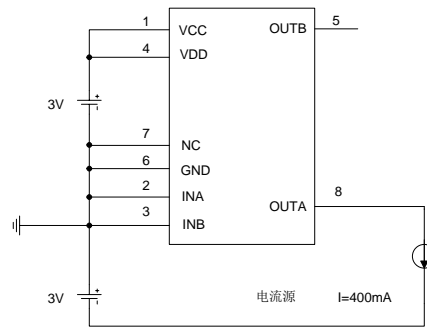 1 VCC OUTB 5
4 VDD
3V
7 NC
6 GND
2 INA
OUTA 8
3 INB
3V 电流源 I=400mA